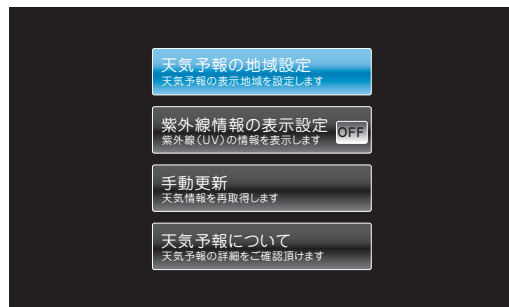 天気予報の地域設定
天気予報の表示地域を設定します
紫外線情報の表示設定
紫外線(UV)の情報を表示します
OFF
手動更新
天気情報を再取得します
天気予報について
天気予報の詳細をご確認頂けます